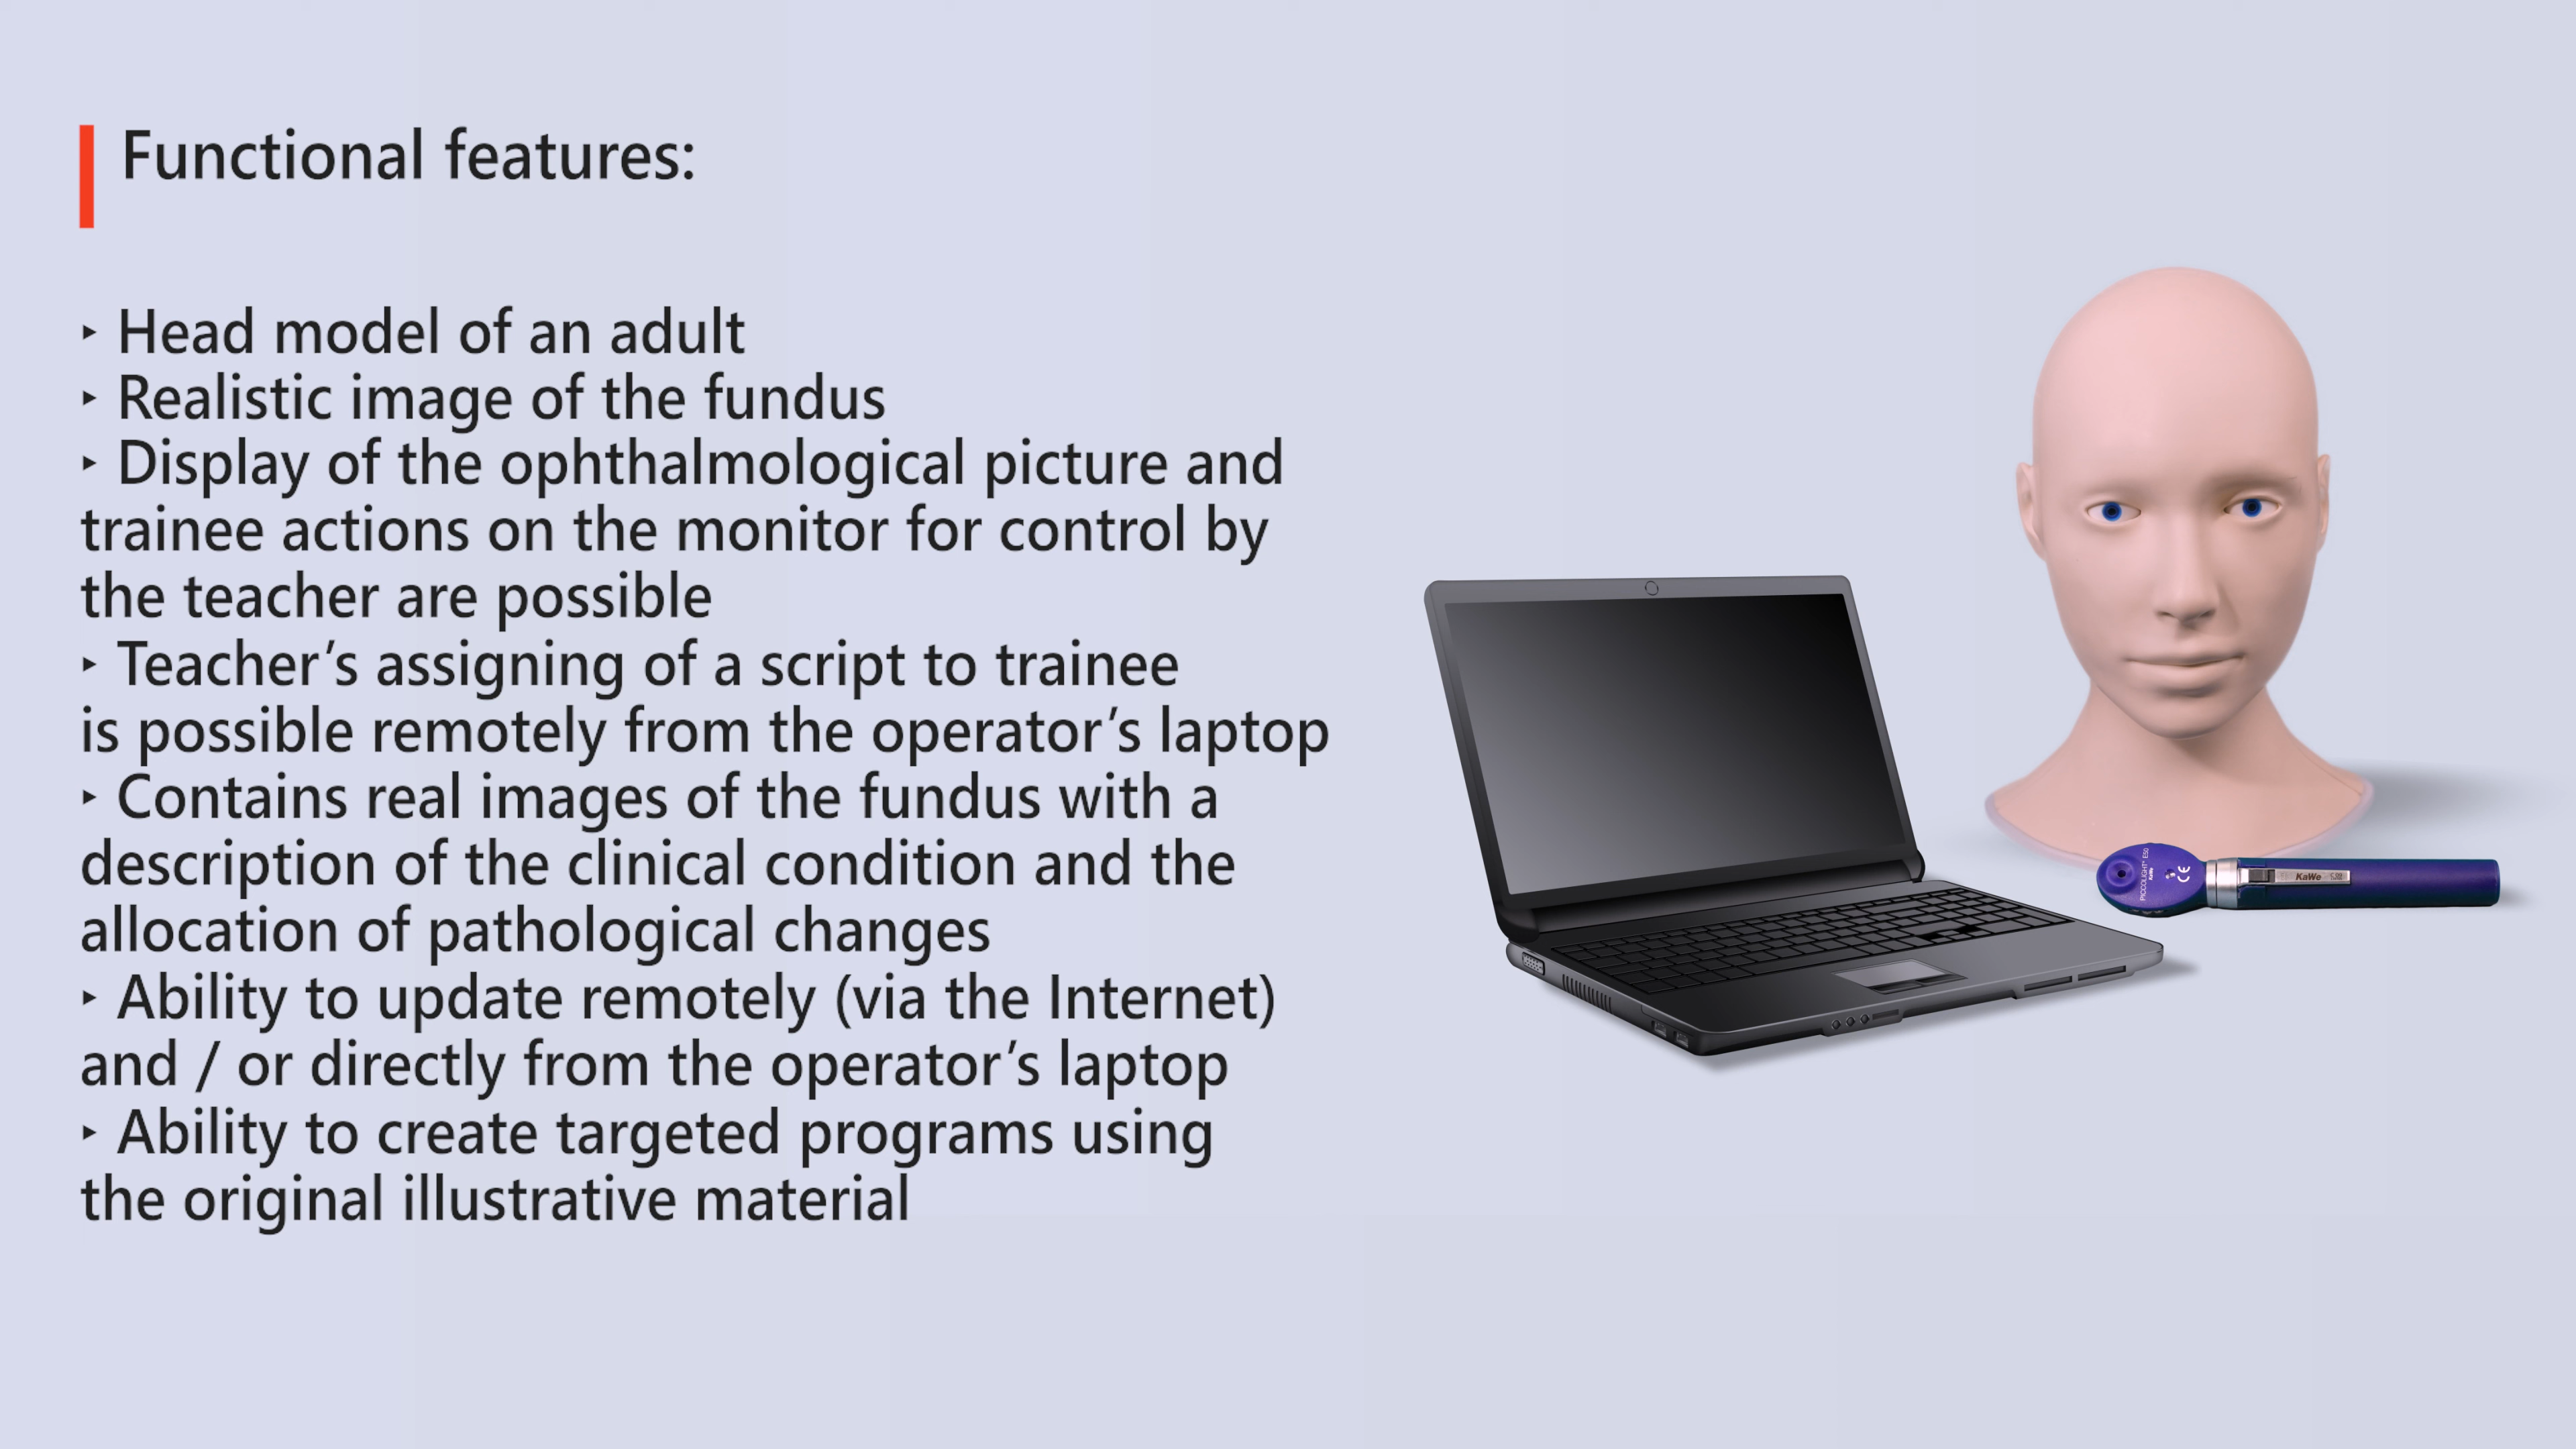 Functional features:
‣ Head model of an adult
‣ Realistic image of the fundus
‣ Display of the ophthalmological picture and
trainee actions on the monitor for control by
the teacher are possible
‣ Teacher’s assigning of a script to trainee
is possible remotely from the operator’s laptop
‣ Contains real images of the fundus with a
description of the clinical condition and the
allocation of pathological changes
‣ Ability to update remotely (via the Internet)
and / or directly from the operator’s laptop
‣ Ability to create targeted programs using
the original illustrative material
PICCOLIGHT® E50
KaWe
CE
KaWe